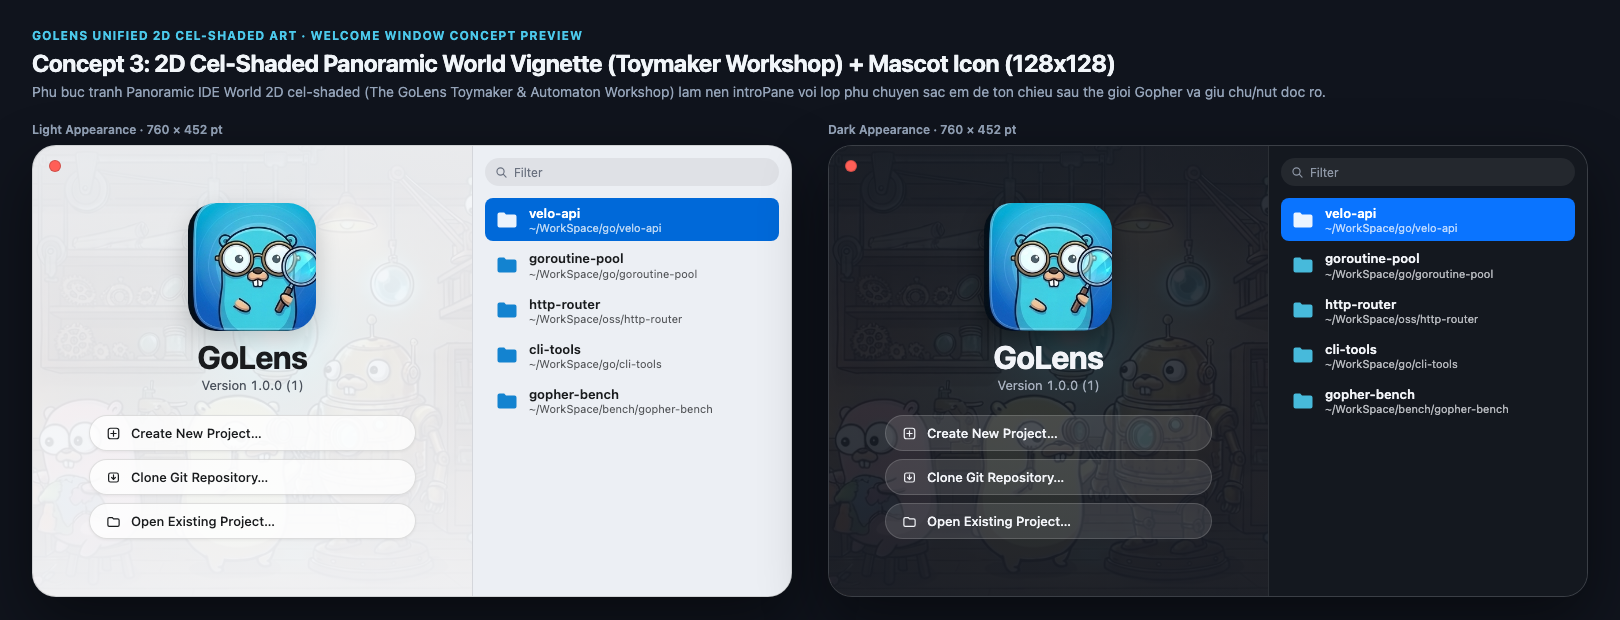 GOLENS UNIFIED 2D CEL-SHADED ART · WELCOME WINDOW CONCEPT PREVIEW
Concept 3: 2D Cel-Shaded Panoramic World Vignette (Toymaker Workshop) + Mascot Icon (128x128)
Phu buc tranh Panoramic IDE World 2D cel-shaded (The GoLens Toymaker & Automaton Workshop) lam nen introPane voi lop phu chuyen sac em de ton chieu sau the gioi Gopher va giu chu/nut doc ro.
Light Appearance · 760 × 452 pt
GoLens
Version 1.0.0 (1)
Create New Project...
Clone Git Repository...
Open Existing Project...
Filter
velo-api
~/WorkSpace/go/velo-api
goroutine-pool
~/WorkSpace/go/goroutine-pool
http-router
~/WorkSpace/oss/http-router
cli-tools
~/WorkSpace/go/cli-tools
gopher-bench
~/WorkSpace/bench/gopher-bench
Dark Appearance · 760 × 452 pt
GoLens
Version 1.0.0 (1)
Create New Project...
Clone Git Repository...
Open Existing Project...
Filter
velo-api
~/WorkSpace/go/velo-api
goroutine-pool
~/WorkSpace/go/goroutine-pool
http-router
~/WorkSpace/oss/http-router
cli-tools
~/WorkSpace/go/cli-tools
gopher-bench
~/WorkSpace/bench/gopher-bench